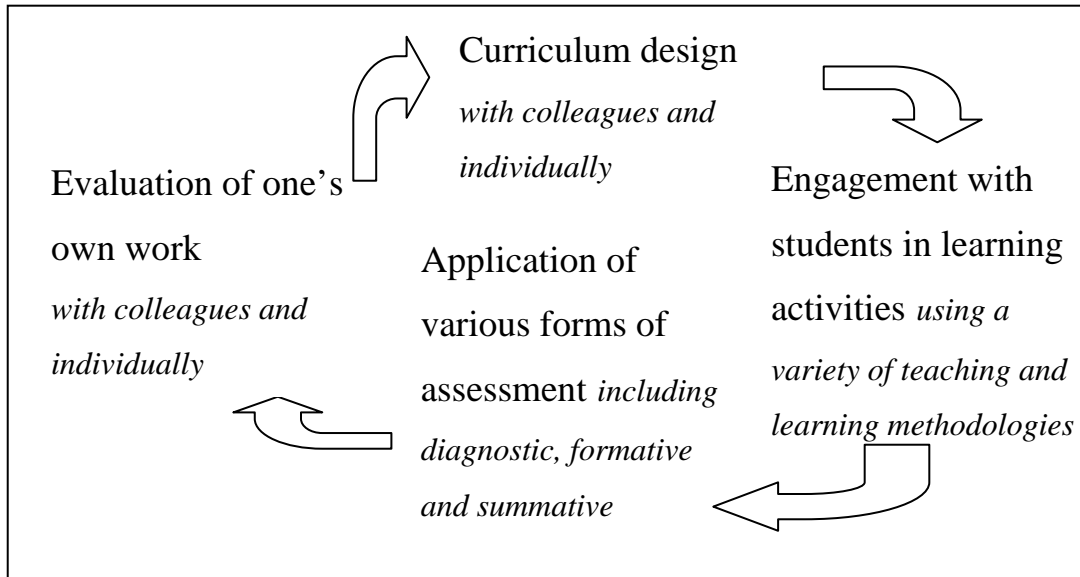 Curriculum design
with colleagues and
individually
Engagement with
students in learning
activities using a
variety of teaching and
learning methodologies
Application of
various forms of
assessment including
diagnostic, formative
and summative
Evaluation of one’s
own work
with colleagues and
individually